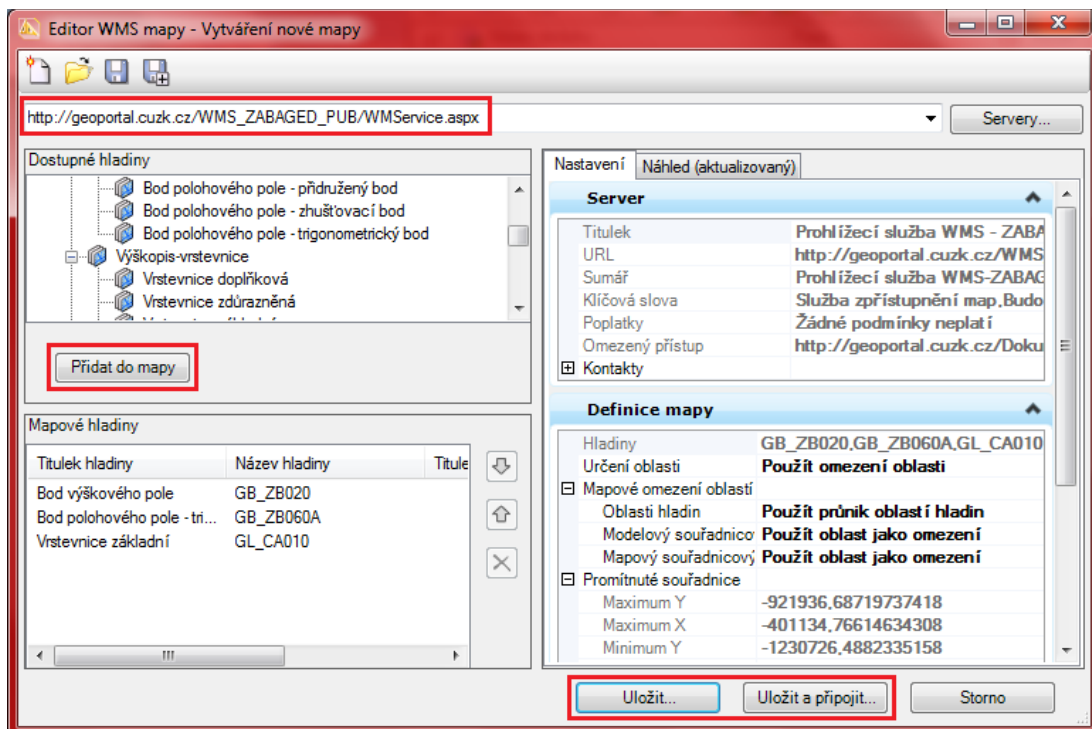 Editor WMS mapy - Vytváření nové mapy
http://geoportal.cuzk.cz/WMS_ZABAGED_PUB/WMService.aspx
Servery...
Dostupné hladiny
Bod polohového pole - přidružený bod
Bod polohového pole - zhušťovací bod
Bod polohového pole - trigonometrický bod
Výškopis-vrstevnice
Vrstevnice doplňková
Vrstevnice zdůrazněná
Přidat do mapy
Mapové hladiny
Titulek hladiny Název hladiny Titule
Bod výškového pole GB_ZB020
Bod polohového pole - tri... GB_ZB060A
Vrstevnice základní GL_CA010
Nastavení Náhled (aktualizovaný)
Server
Titulek Prohlížecí služba WMS - ZABA
URL http://geoportal.cuzk.cz/WMS
Sumář Prohlížecí služba WMS-ZABAG
Klíčová slova Služba zpřístupnění map,Budo
Poplatky Žádné podmínky neplatí
Omezený přístup http://geoportal.cuzk.cz/Doku
Kontakty
Definice mapy
Hladiny GB_ZB020,GB_ZB060A,GL_CA010
Určení oblasti Použít omezení oblasti
Mapové omezení oblastí
Oblasti hladin Použít průnik oblastí hladin
Modelový souřadnico Použít oblast jako omezení
Mapový souřadnicový Použít oblast jako omezení
Promítnuté souřadnice
Maximum Y -921936,68719737418
Maximum X -401134,76614634308
Minimum Y -1230726,4882335158
Uložit... Uložit a připojit... Storno